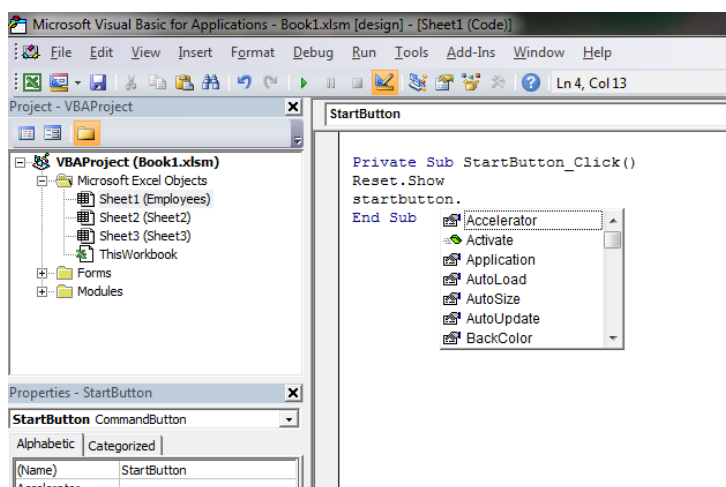 Microsoft Visual Basic for Applications - Book1.xlsm [design] - [Sheet1 (Code)]
File Edit View Insert Format Debug Run Tools Add-Ins Window Help
Ln 4, Col 13
Project - VBAProject
VBAProject (Book1.xlsm)
Microsoft Excel Objects
Sheet1 (Employees)
Sheet2 (Sheet2)
Sheet3 (Sheet3)
ThisWorkbook
Forms
Modules
Properties - StartButton
StartButton CommandButton
Alphabetic Categorized
(Name) StartButton
Accelerator
StartButton
Private Sub StartButton_Click()
Reset.Show
startbutton.
End Sub
Accelerator
Activate
Application
AutoLoad
AutoSize
AutoUpdate
BackColor